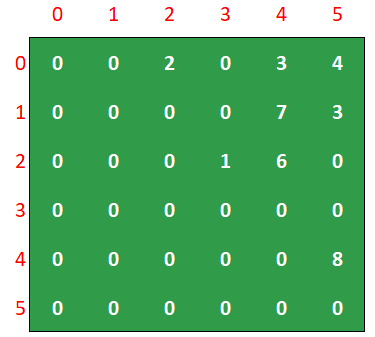 0 1 2 3 4 5
0 0 0 2 0 3 4
1 0 0 0 0 7 3
2 0 0 0 1 6 0
3 0 0 0 0 0 0
4 0 0 0 0 0 8
5 0 0 0 0 0 0